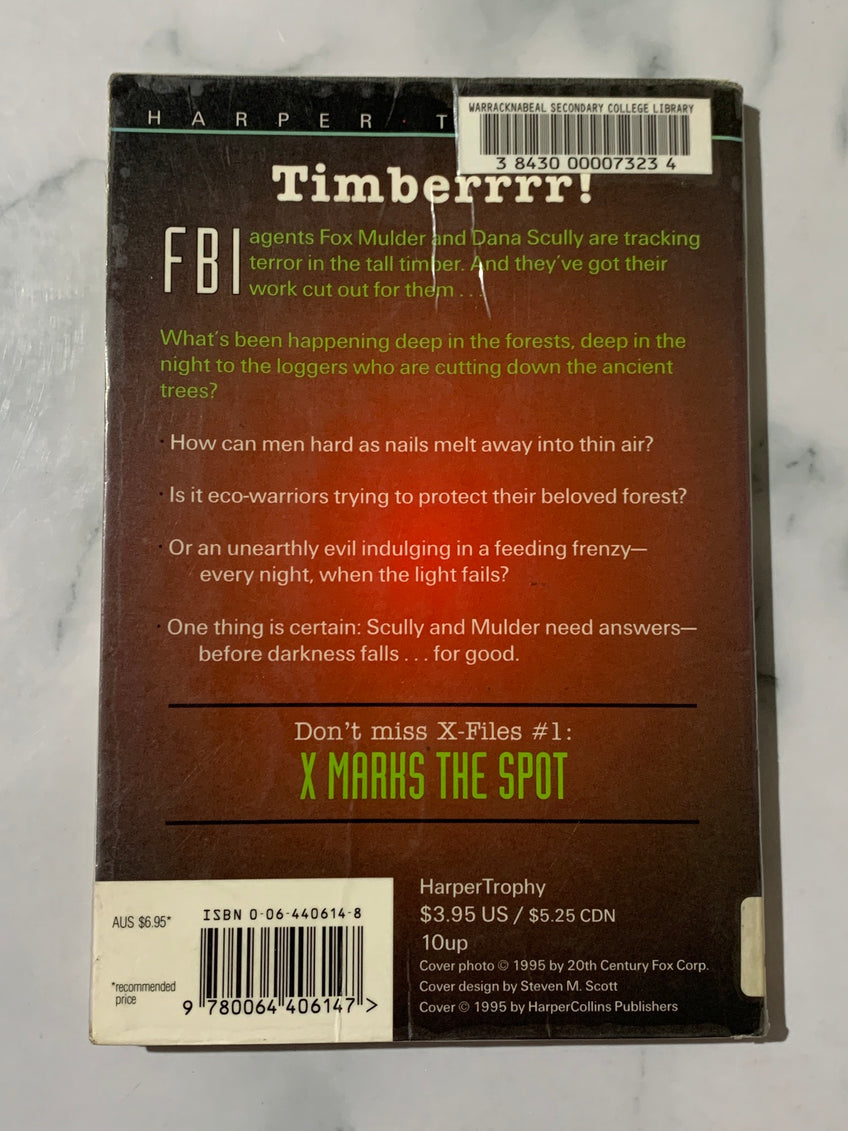 HARPER T
WARRACKNABEAL SECONDARY COLLEGE LIBRARY
3 8430 00007323 4
Timberrrr!
FBI agents Fox Mulder and Dana Scully are tracking
terror in the tall timber. And they've got their
work cut out for them . . .
What's been happening deep in the forests, deep in the
night to the loggers who are cutting down the ancient
trees?
· How can men hard as nails melt away into thin air?
· Is it eco-warriors trying to protect their beloved forest?
· Or an unearthly evil indulging in a feeding frenzy—
every night, when the light fails?
· One thing is certain: Scully and Mulder need answers—
before darkness falls . . . for good.
Don't miss X-Files #1:
X MARKS THE SPOT
AUS $6.95*
*recommended
price
ISBN 0-06-440614-8
9 780064 406147 >
HarperTrophy
$3.95 US / $5.25 CDN
10up
Cover photo © 1995 by 20th Century Fox Corp.
Cover design by Steven M. Scott
Cover © 1995 by HarperCollins Publishers